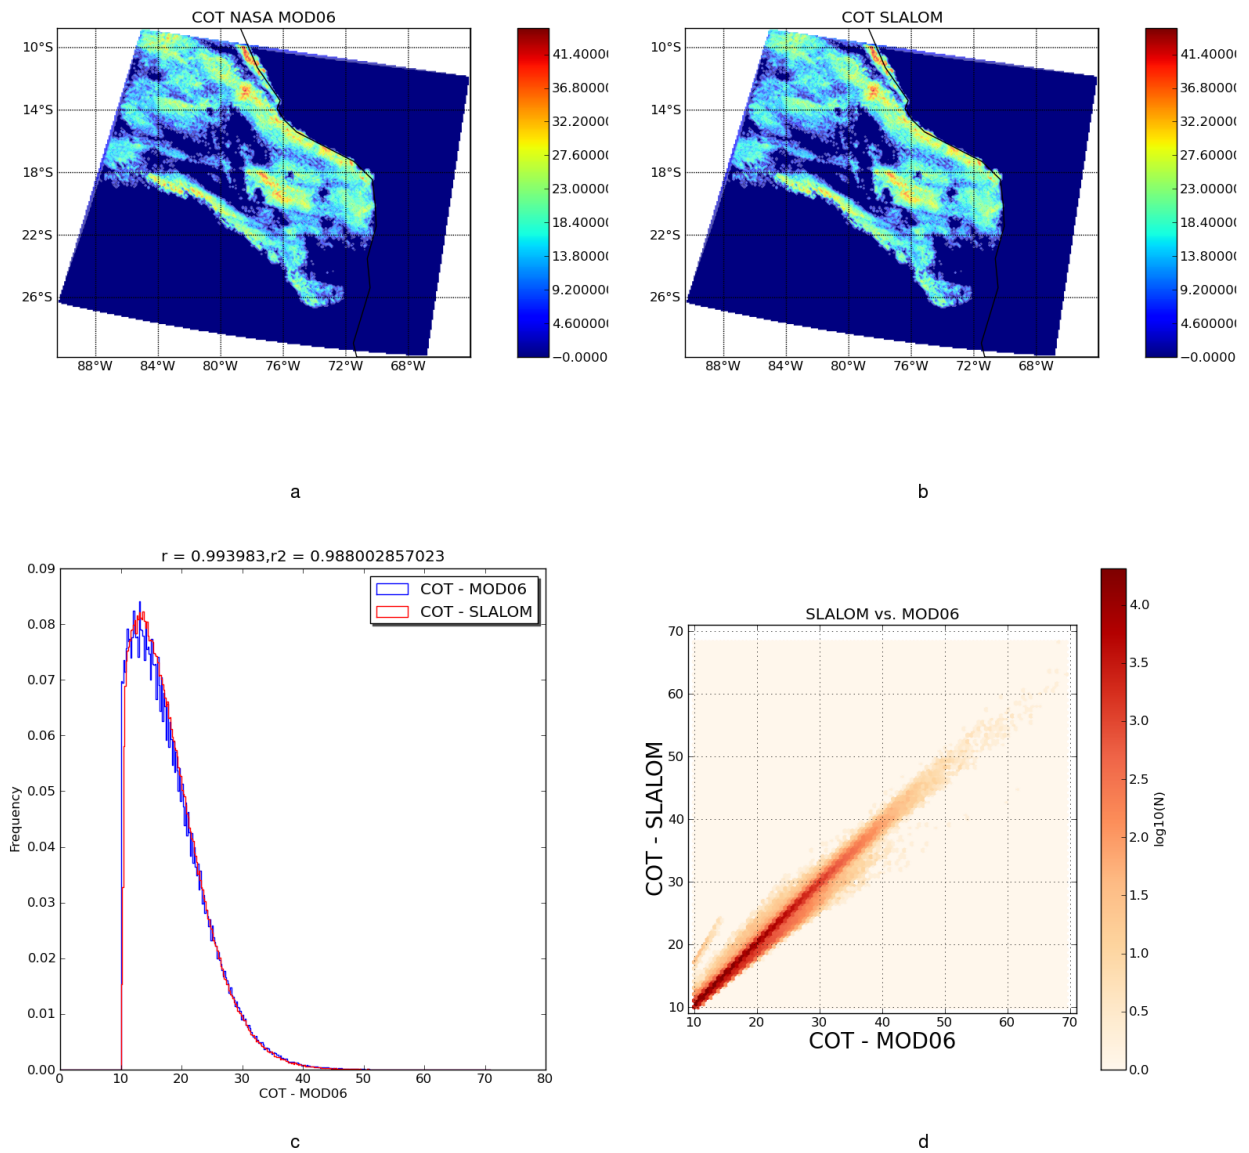 COT NASA MOD06
10°S
14°S
18°S
22°S
26°S
88°W 84°W 80°W 76°W 72°W 68°W
41.40000
36.80000
32.20000
27.60000
23.00000
18.40000
13.80000
9.20000
4.60000
−0.0000
a
COT SLALOM
10°S
14°S
18°S
22°S
26°S
88°W 84°W 80°W 76°W 72°W 68°W
41.40000
36.80000
32.20000
27.60000
23.00000
18.40000
13.80000
9.20000
4.60000
−0.0000
b
r = 0.993983,r2 = 0.988002857023
COT - MOD06
COT - SLALOM
Frequency
0.09
0.08
0.07
0.06
0.05
0.04
0.03
0.02
0.01
0.00
0 10 20 30 40 50 60 70 80
COT - MOD06
c
SLALOM vs. MOD06
COT - SLALOM
70
60
50
40
30
20
10
10 20 30 40 50 60 70
COT - MOD06
4.0
3.5
3.0
2.5
2.0
1.5
1.0
0.5
0.0
log10(N)
d